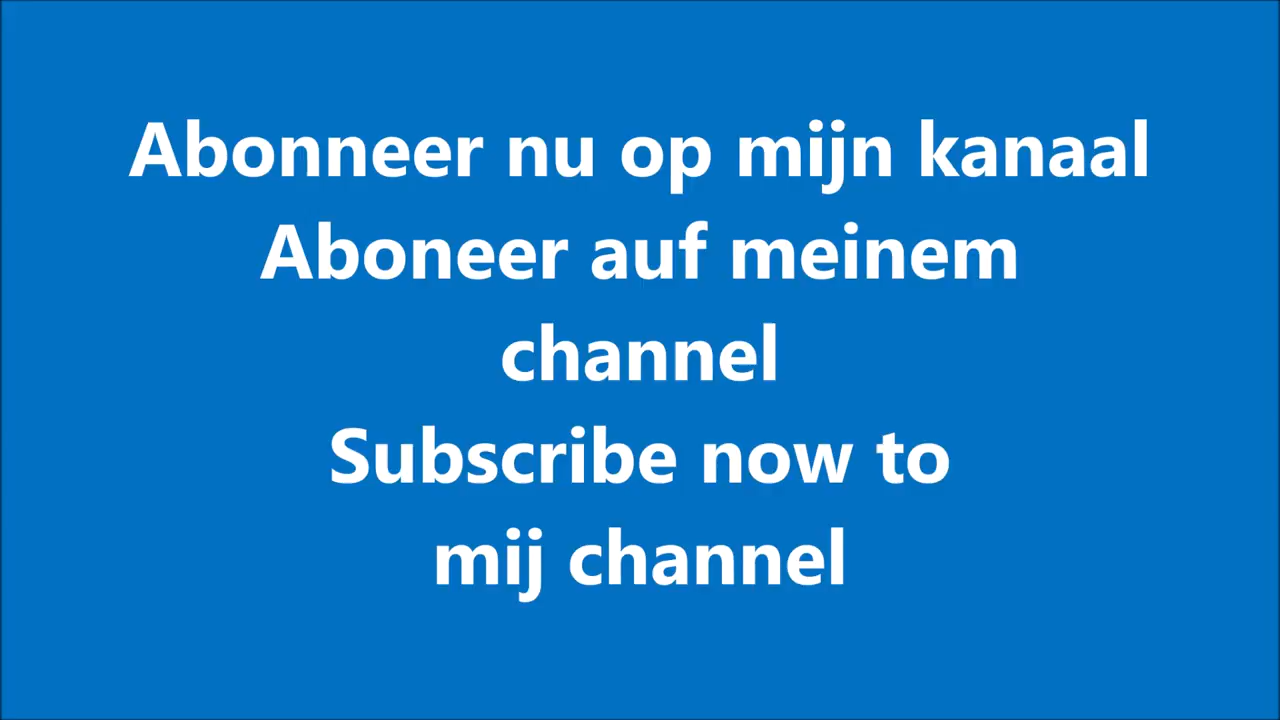 Abonneer nu op mijn kanaal
Aboneer auf meinem
channel
Subscribe now to
mij channel